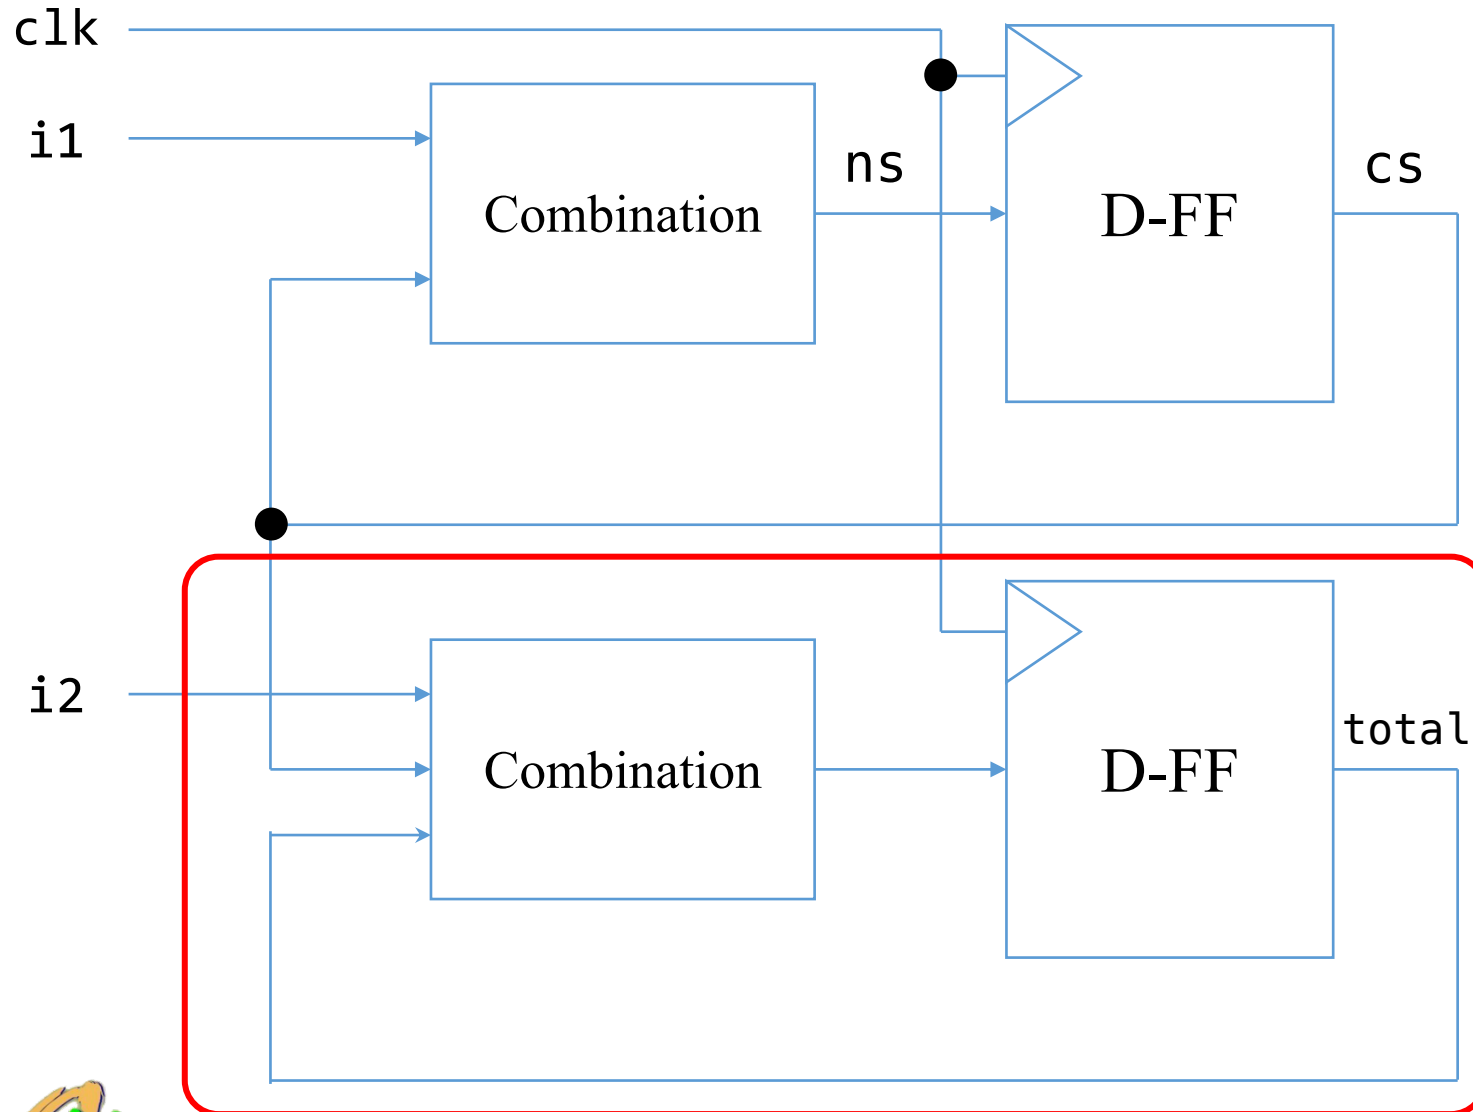 clk
i1
Combination
ns
D-FF
cs
i2
Combination
D-FF
total